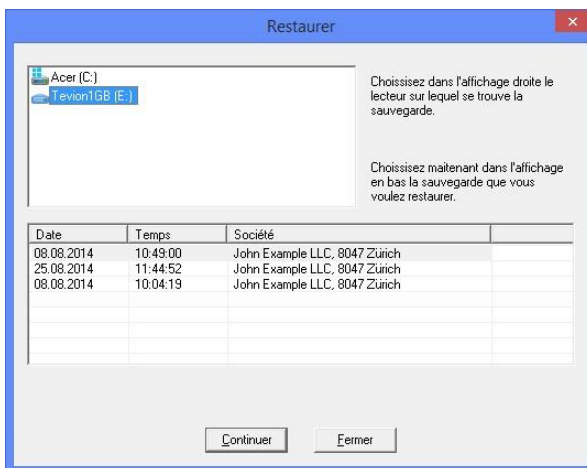 Restaurer
Acer (C:)
Tevion1GB (E:)
Choissisez dans l'affichage droite le
lecteur sur lequel se trouve la
sauvegarde.
Choissisez maitenant dans l'affichage
en bas la sauvegarde que vous
voulez restaurer.
Date Temps Société
08.08.2014 10:49:00 John Example LLC, 8047 Zürich
25.08.2014 11:44:52 John Example LLC, 8047 Zürich
08.08.2014 10:04:19 John Example LLC, 8047 Zürich
Continuer Fermer